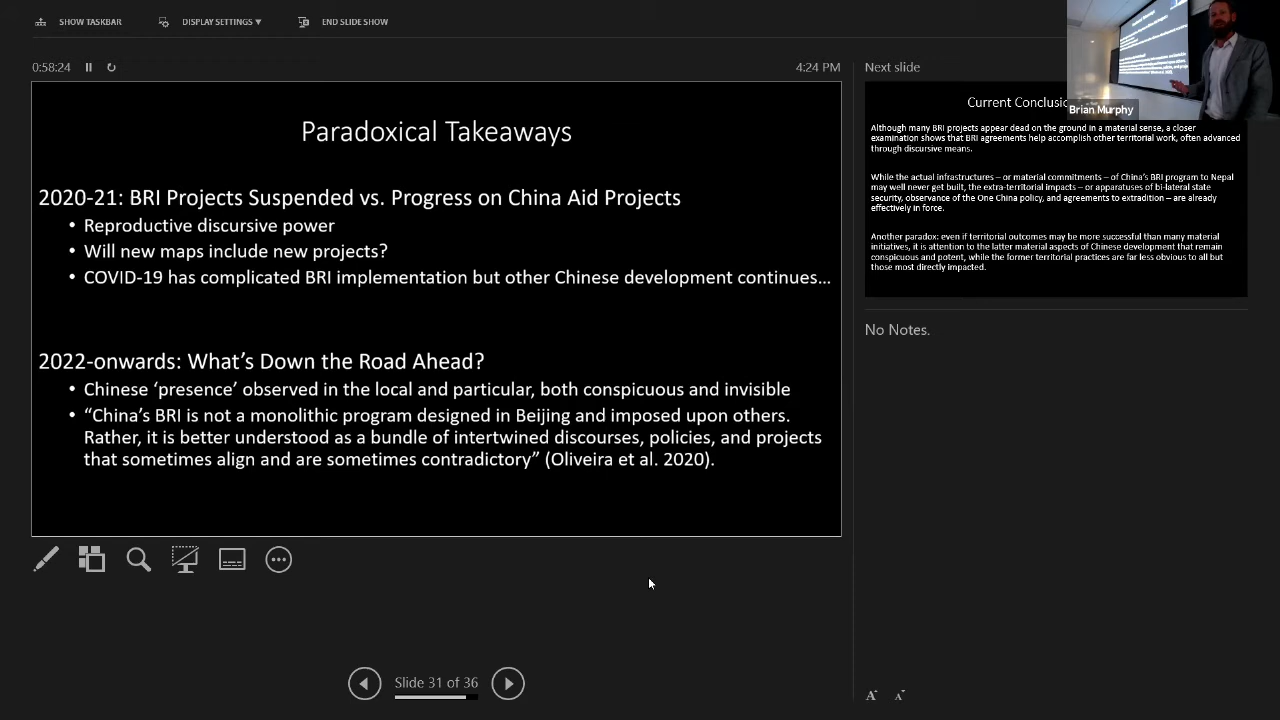 SHOW TASKBAR
DISPLAY SETTINGS ▼
END SLIDE SHOW
0:58:24
4:24 PM
Paradoxical Takeaways
2020-21: BRI Projects Suspended vs. Progress on China Aid Projects
• Reproductive discursive power
• Will new maps include new projects?
• COVID-19 has complicated BRI implementation but other Chinese development continues…
2022-onwards: What’s Down the Road Ahead?
• Chinese ‘presence’ observed in the local and particular, both conspicuous and invisible
• “China’s BRI is not a monolithic program designed in Beijing and imposed upon others.
Rather, it is better understood as a bundle of intertwined discourses, policies, and projects
that sometimes align and are sometimes contradictory” (Oliveira et al. 2020).
Slide 31 of 36
Next slide
Brian Murphy
Current Conclusio
Although many BRI projects appear dead on the ground in a material sense, a closer
examination shows that BRI agreements help accomplish other territorial work, often advanced
through discursive means.
While the actual infrastructures – or material commitments – of China’s BRI program to Nepal
may well never get built, the extra-territorial impacts – or apparatuses of bi-lateral state
security, observance of the One China policy, and agreements to extradition – are already
effectively in force.
Another paradox: even if territorial outcomes may be more successful than many material
initiatives, it is attention to the latter material aspects of Chinese development that remain
conspicuous and potent, while the former territorial practices are far less obvious to all but
those most directly impacted.
No Notes.
A A